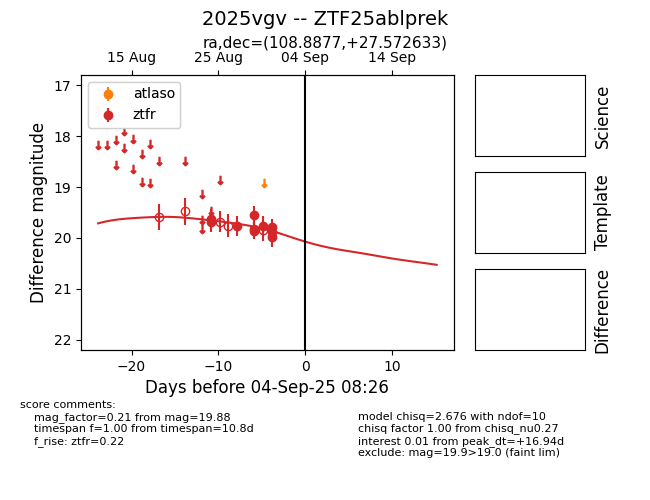 2025vgv -- ZTF25ablprek
ra,dec=(108.8877,+27.572633)
15 Aug 25 Aug 04 Sep 14 Sep
17
18
19
20
21
22
Difference magnitude
atlaso
ztfr
−20 −10 0 10
Days before 04-Sep-25 08:26
Science
Template
Difference
score comments:
mag_factor=0.21 from mag=19.88
timespan f=1.00 from timespan=10.8d
f_rise: ztfr=0.22
model chisq=2.676 with ndof=10
chisq factor 1.00 from chisq_nu0.27
interest 0.01 from peak_dt=+16.94d
exclude: mag=19.9>19.0 (faint lim)